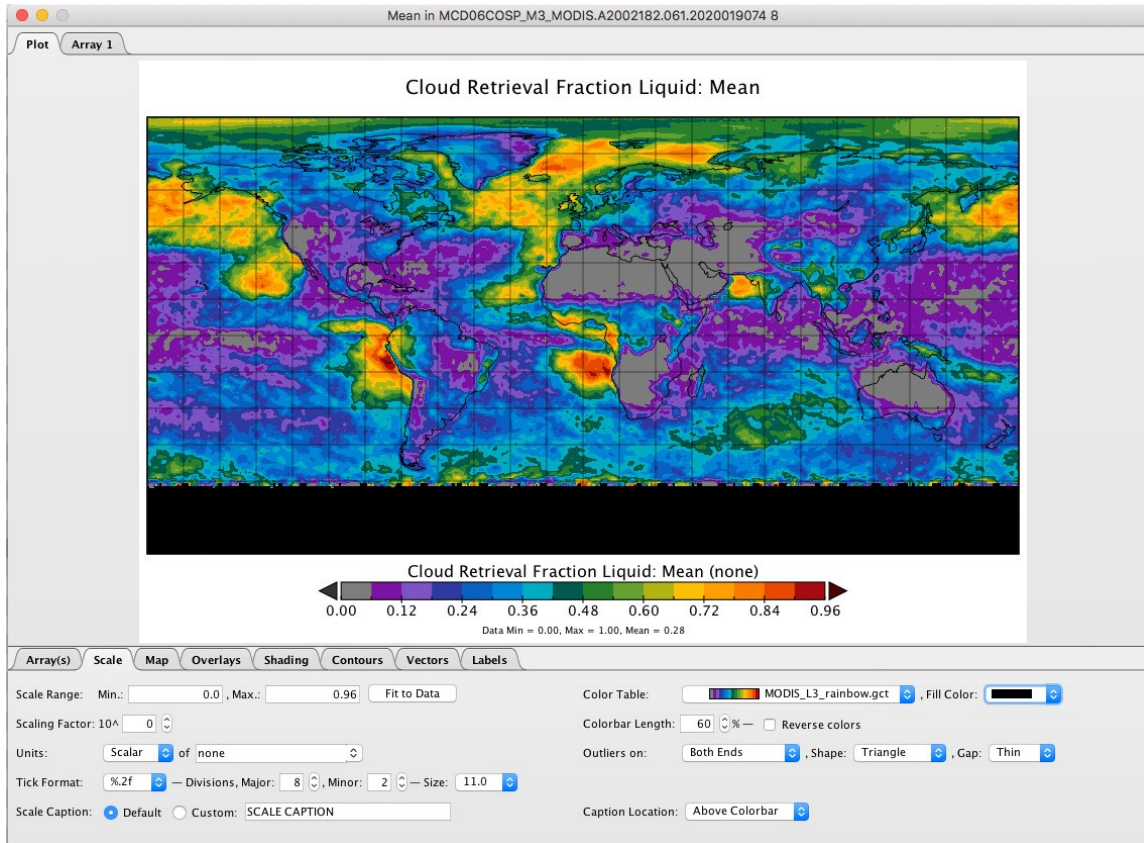 Mean in MCD06COSP_M3_MODIS.A2002182.061.2020019074 8
Plot Array 1
Cloud Retrieval Fraction Liquid: Mean
Cloud Retrieval Fraction Liquid: Mean (none)
0.00 0.12 0.24 0.36 0.48 0.60 0.72 0.84 0.96
Data Min = 0.00, Max = 1.00, Mean = 0.28
Array(s) Scale Map Overlays Shading Contours Vectors Labels
Scale Range: Min.: 0.0 , Max.: 0.96 Fit to Data Color Table: MODIS_L3_rainbow.gct , Fill Color:
Scaling Factor: 10^ 0 Colorbar Length: 60 % — Reverse colors
Units: Scalar of none Outliers on: Both Ends , Shape: Triangle , Gap: Thin
Tick Format: %.2f — Divisions, Major: 8 , Minor: 2 — Size: 11.0
Scale Caption: Default Custom: SCALE CAPTION Caption Location: Above Colorbar